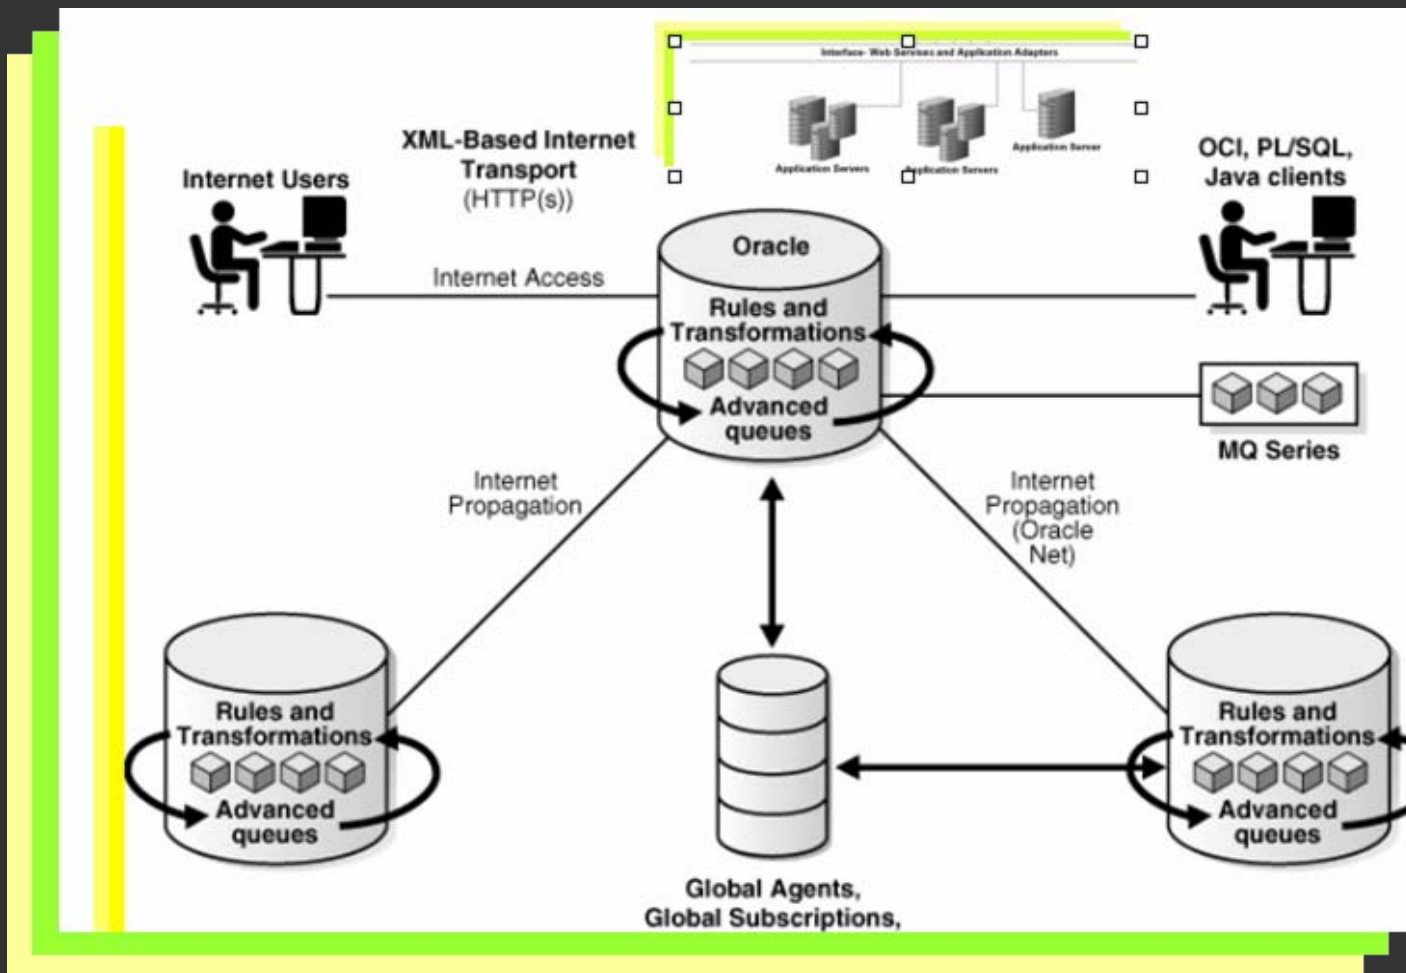 Interface- Web Services and Application Adapters
Application Servers
Application Servers
Application Server
XML-Based Internet
Transport
(HTTP(s))
Internet Users
OCI, PL/SQL,
Java clients
Internet Access
Oracle
Rules and
Transformations
Advanced
queues
MQ Series
Internet
Propagation
Internet
Propagation
(Oracle
Net)
Rules and
Transformations
Advanced
queues
Rules and
Transformations
Advanced
queues
Global Agents,
Global Subscriptions,